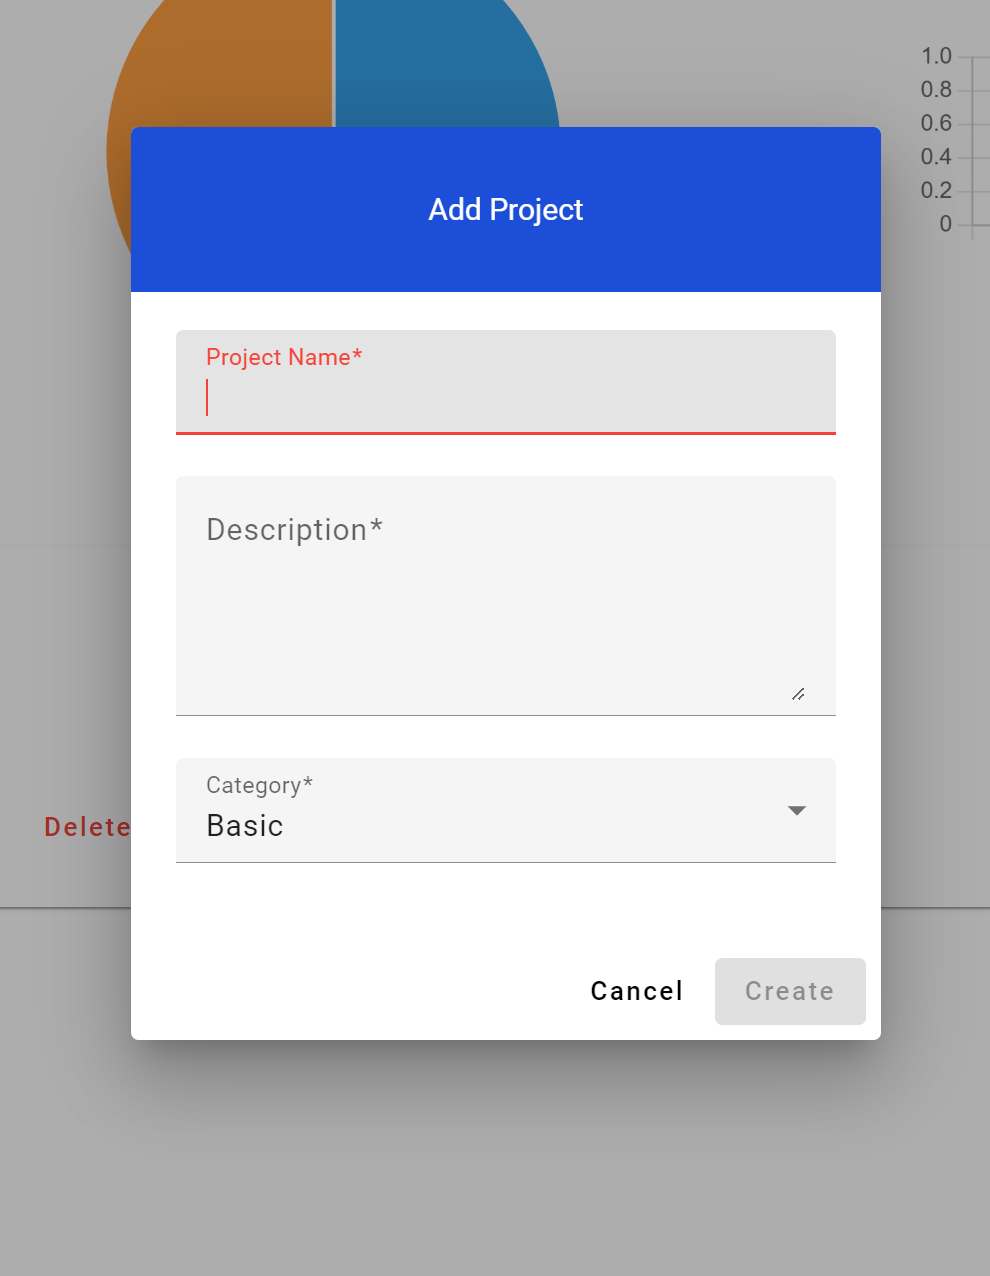 1.0
0.8
0.6
0.4
0.2
0
Add Project
Project Name*
Description*
Category*
Basic
Delete
Cancel
Create